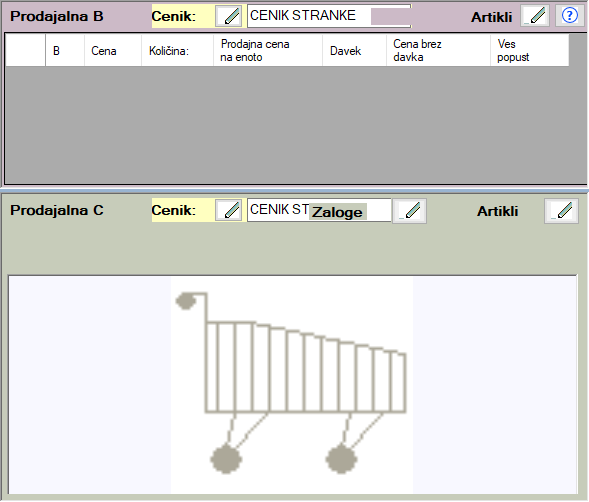 Prodajalna B Cenik: CENIK STRANKE Artikli ?
B Cena Količina: Prodajna cena na enoto Davek Cena brez davka Ves popust
Prodajalna C Cenik: CENIK ST Zaloge Artikli